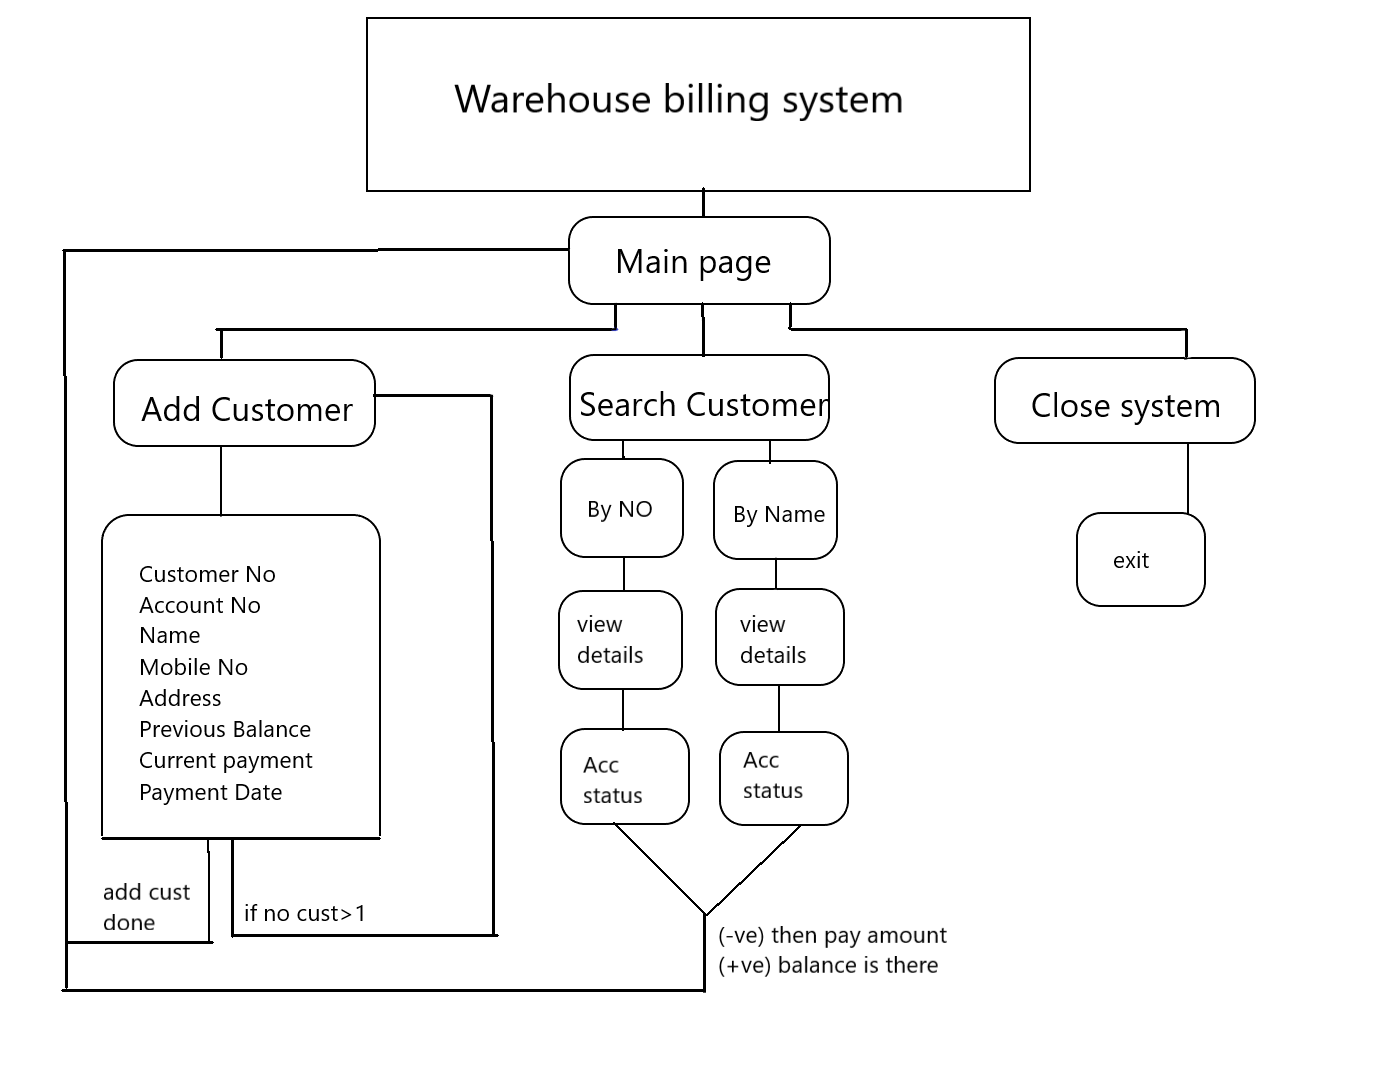 Warehouse billing system
Main page
Add Customer
Search Customer
Close system
By NO
By Name
exit
Customer No
Account No
Name
Mobile No
Address
Previous Balance
Current payment
Payment Date
view
details
view
details
Acc
status
Acc
status
add cust
done
if no cust>1
(-ve) then pay amount
(+ve) balance is there